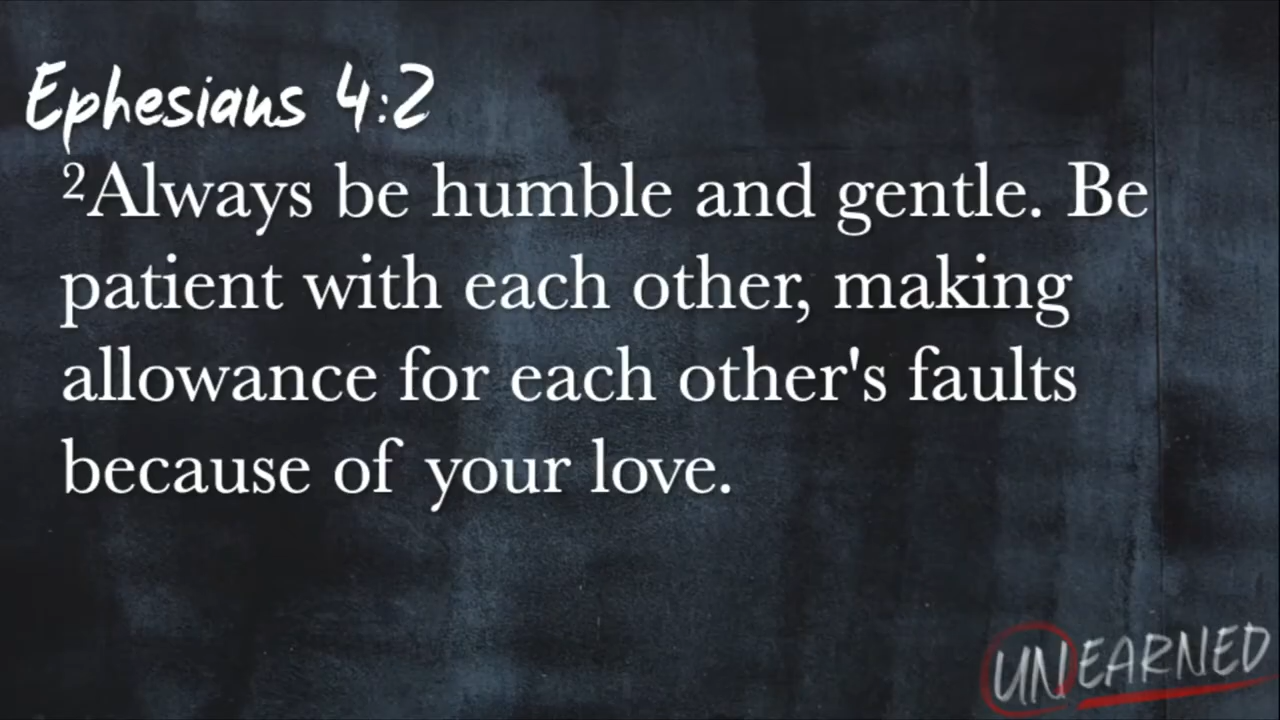 Ephesians 4:2
²Always be humble and gentle. Be
patient with each other, making
allowance for each other's faults
because of your love.
UNEARNED